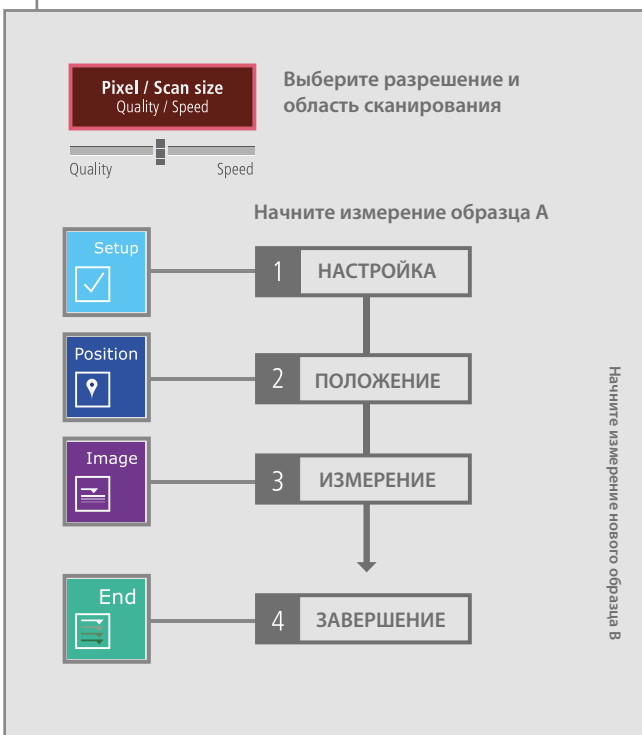 Pixel / Scan size
Quality / Speed
Выберите разрешение и
область сканирования
Quality
Speed
Начните измерение образца А
Setup
1
НАСТРОЙКА
Position
2
ПОЛОЖЕНИЕ
Image
3
ИЗМЕРЕНИЕ
End
4
ЗАВЕРШЕНИЕ
Начните измерение нового образца В